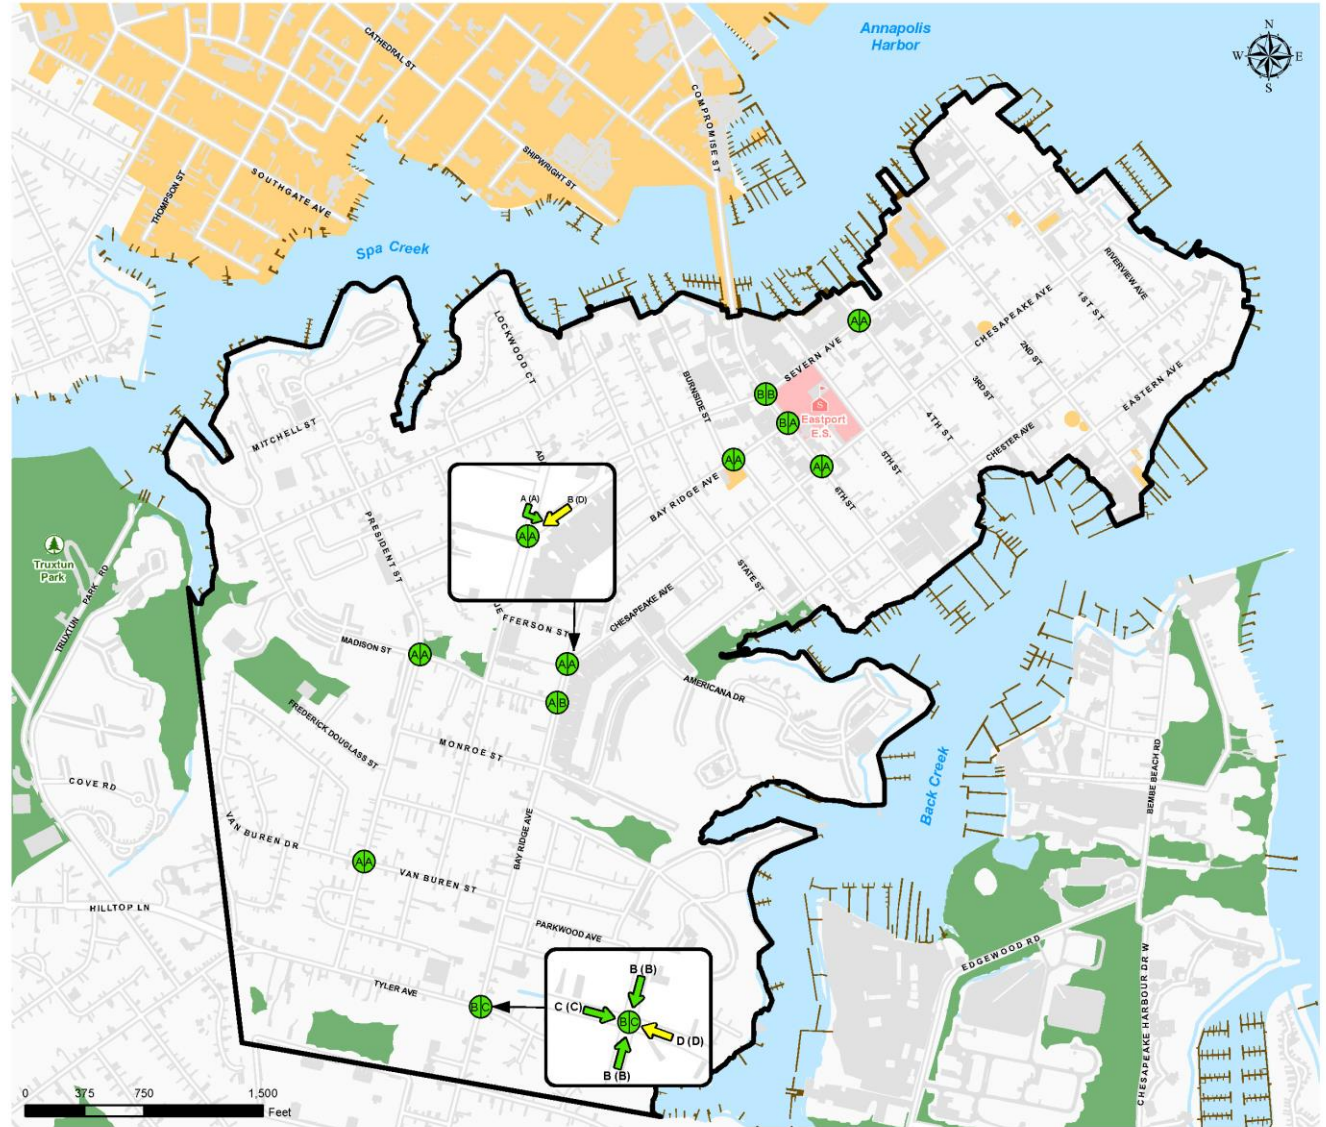 Annapolis
Harbor
N
W
E
S
CATHEDRAL ST
COMPROMISE ST
SHIPWRIGHT ST
SOUTHGATE AVE
THOMPSON ST
Spa Creek
RIVERVIEW AVE
CHESAPEAKE AVE
1ST ST
LOCKWOOD CT
A A
SEVERN AVE
2ND ST
BURNSIDE ST
3RD ST
EASTERN AVE
B B
S
Eastport
E.S.
B A
4TH ST
MITCHELL ST
CHESTER AVE
A A
A A
5TH ST
BAY RIDGE AVE
6TH ST
A (A)
B (D)
A A
PRESIDENT ST
Truxtun
Park
TRUXTUN PARK RD
STATE ST
CHESAPEAKE AVE
JEFFERSON ST
MADISON ST
A A
A A
AMERICANA DR
A B
FREDERICK DOUGLASS ST
MONROE ST
COVE RD
Back Creek
BEMBE BEACH RD
VAN BUREN DR
BAY RIDGE AVE
A A
VAN BUREN ST
HILLTOP LN
PARKWOOD AVE
EDGEWOOD RD
TYLER AVE
B C
B (B)
C (C)
B C
D (D)
B (B)
CHESAPEAKE HARBOUR DR W
0 375 750 1,500
Feet